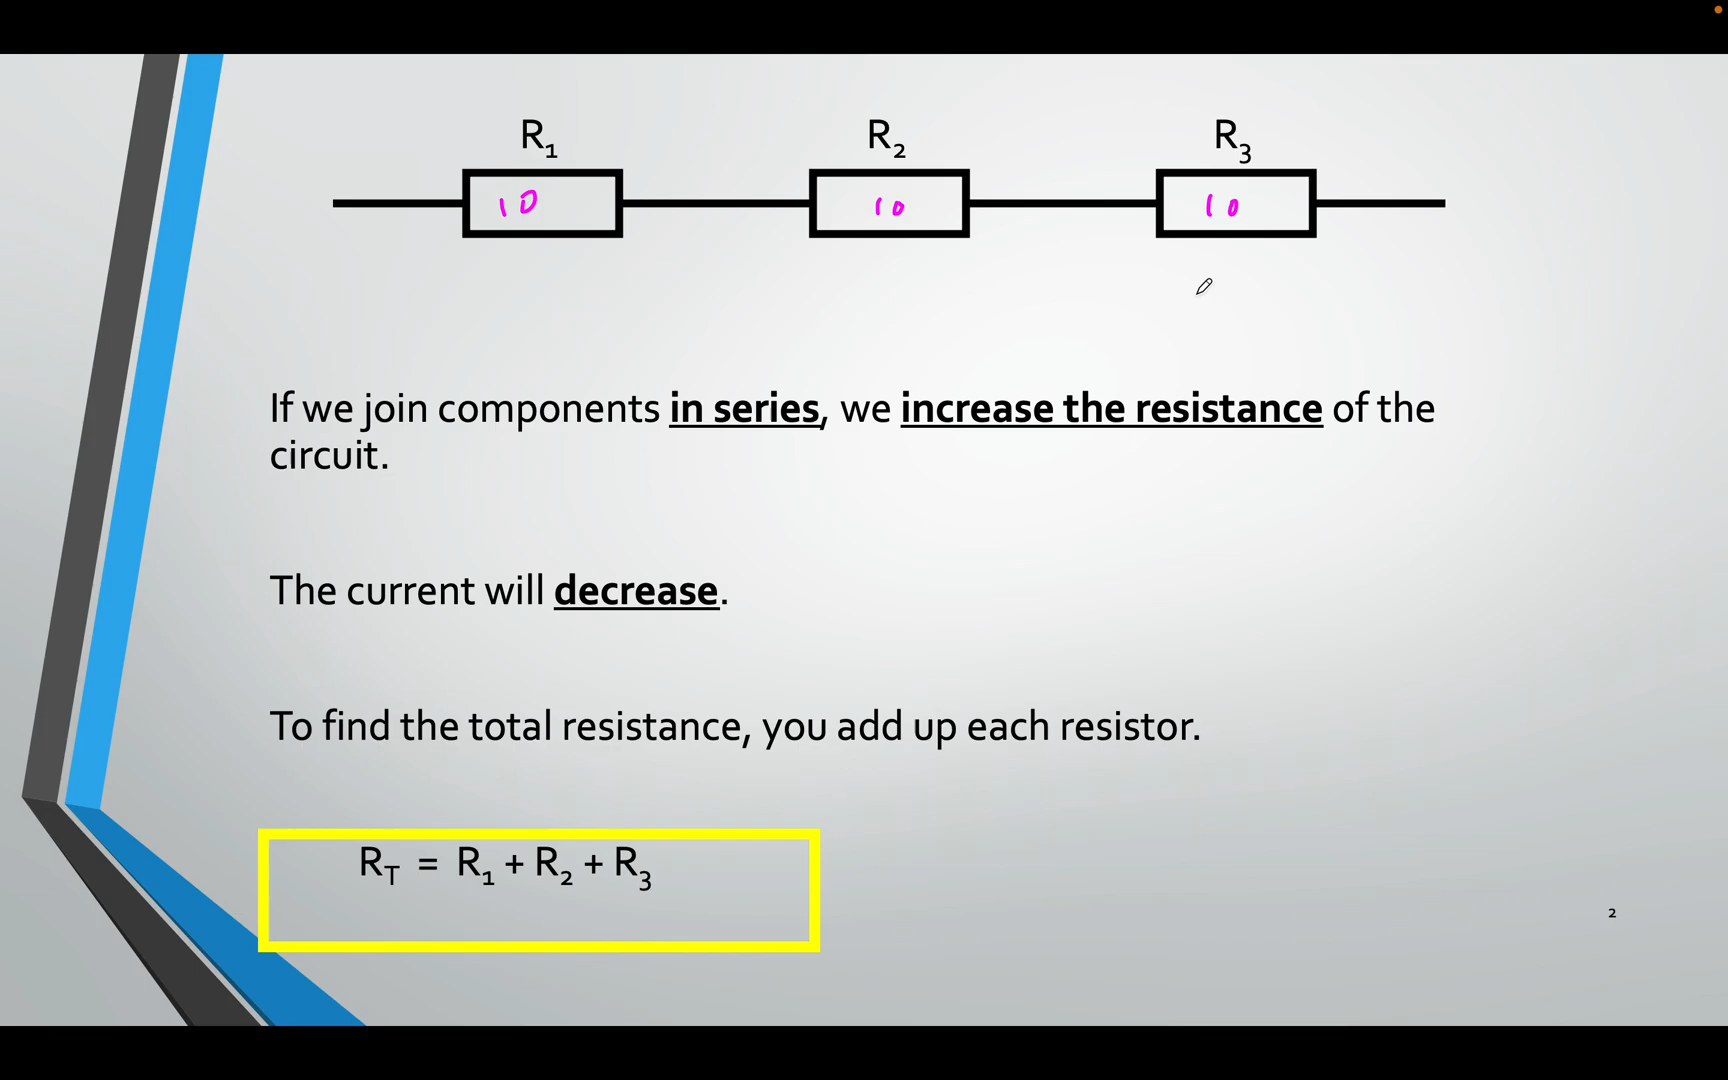 R₁ R₂ R₃
10 10 10
If we join components in series, we increase the resistance of the
circuit.
The current will decrease.
To find the total resistance, you add up each resistor.
R_T = R₁ + R₂ + R₃
2